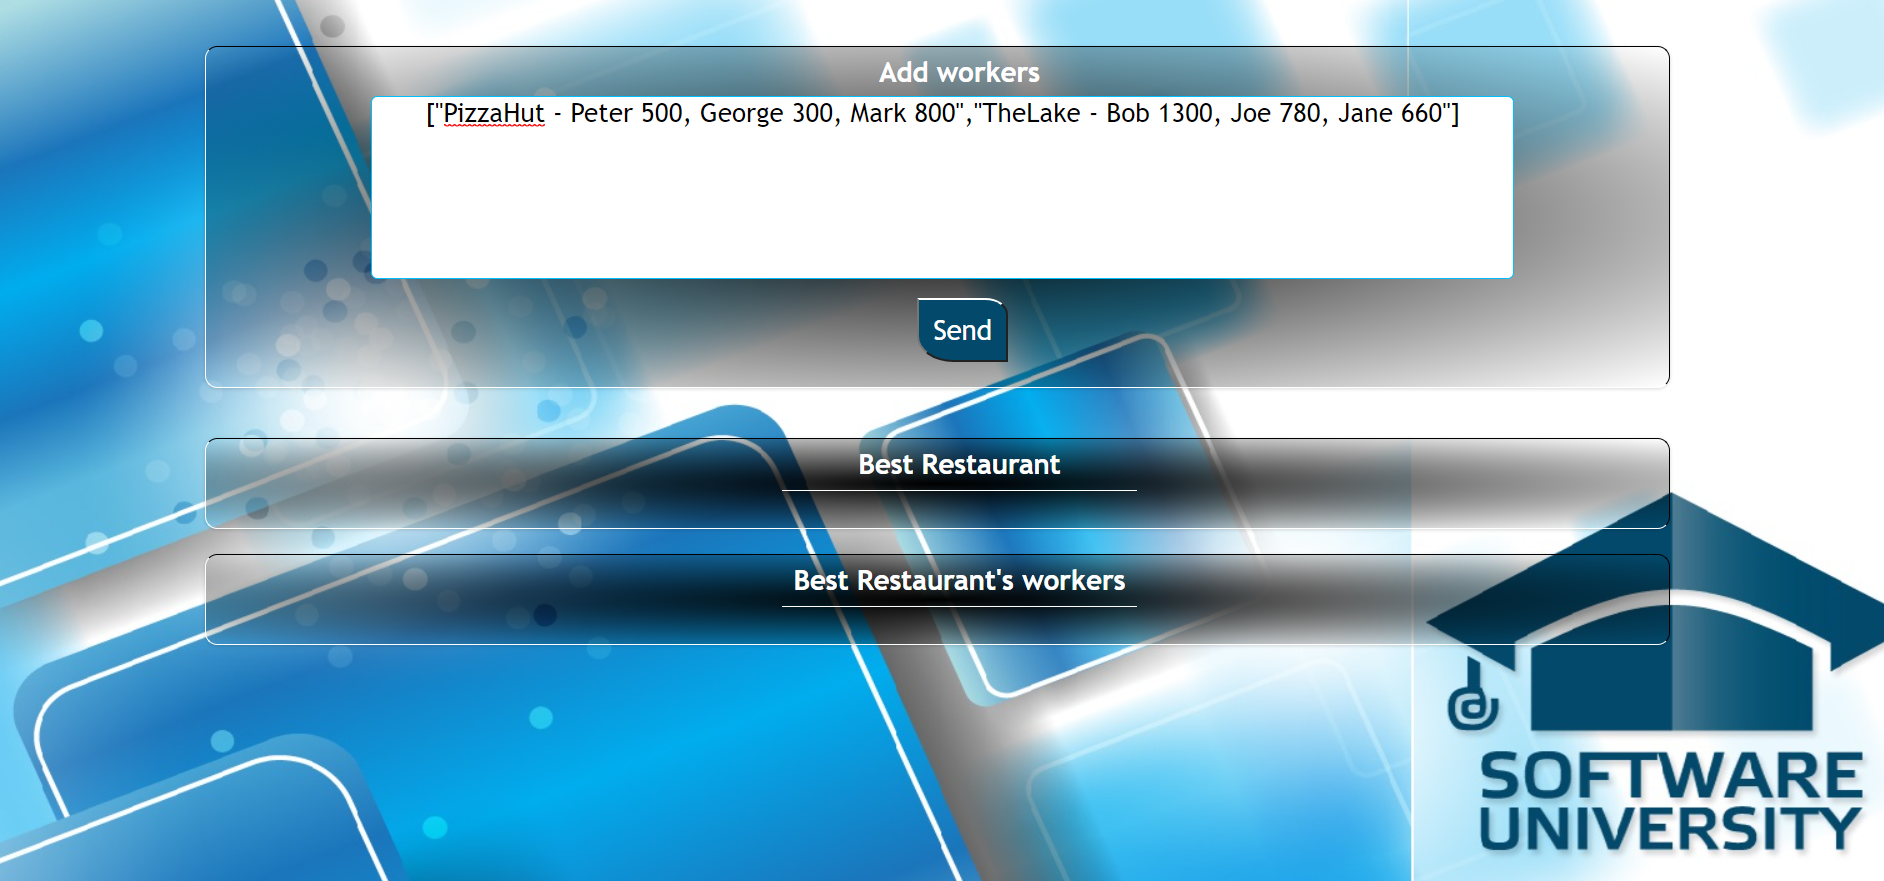 Add workers
["PizzaHut - Peter 500, George 300, Mark 800","TheLake - Bob 1300, Joe 780, Jane 660"]
Send
Best Restaurant
Best Restaurant's workers
SOFTWARE
UNIVERSITY